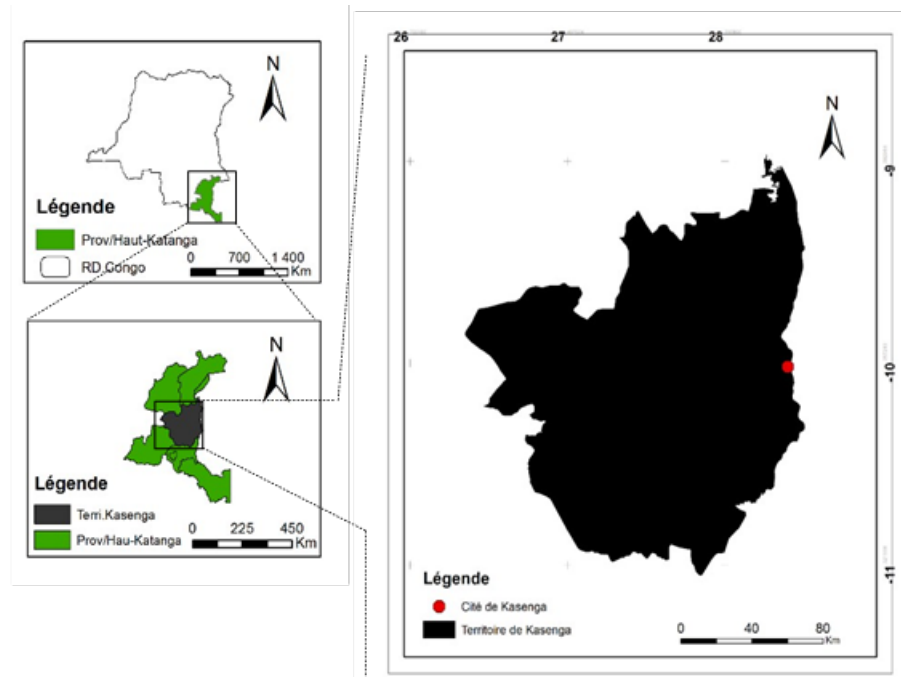 N
Légende
Prov/Haut-Katanga
RD.Congo
0 700 1 400
Km
N
Légende
Terri.Kasenga
Prov/Hau-Katanga
0 225 450
Km
26 27 28
N
-9
-10
-11
Légende
Cité de Kasenga
Territoire de Kasenga
0 40 80
Km